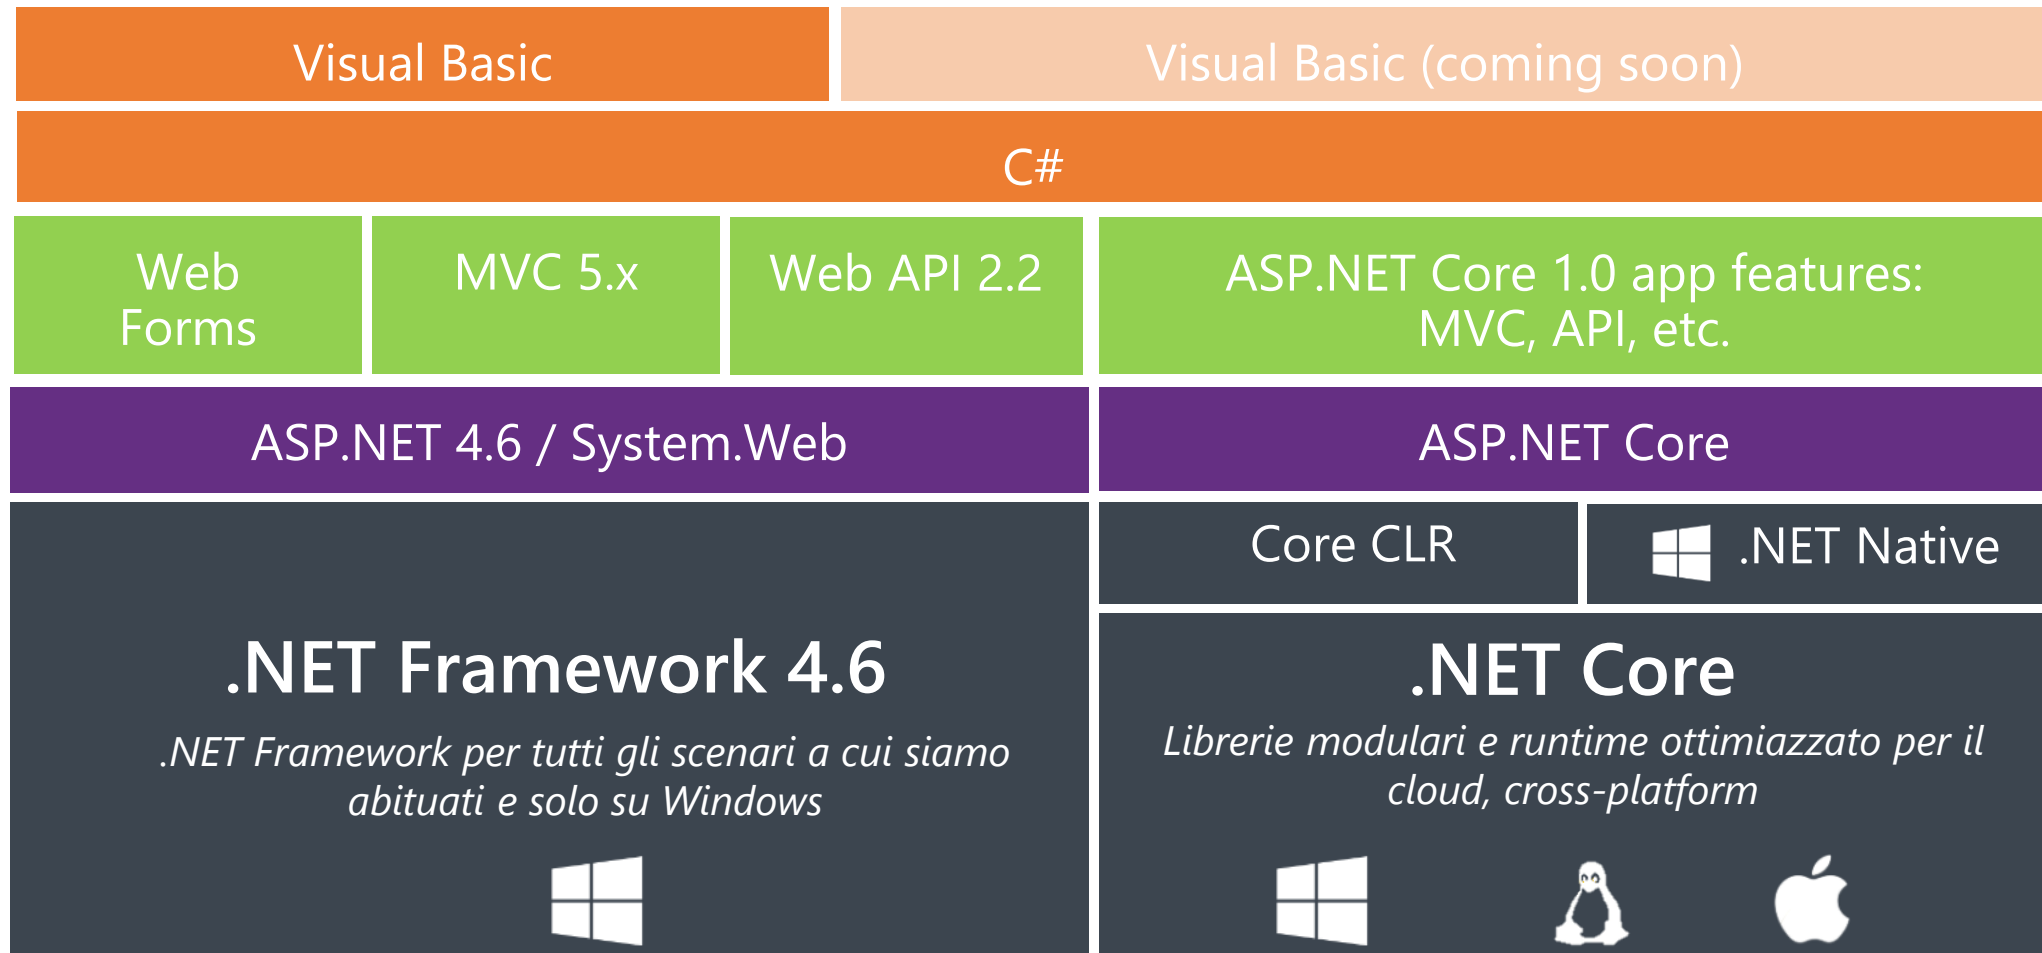 Visual Basic
Visual Basic (coming soon)
C#
Web
Forms
MVC 5.x
Web API 2.2
ASP.NET Core 1.0 app features:
MVC, API, etc.
ASP.NET 4.6 / System.Web
ASP.NET Core
Core CLR
.NET Native
.NET Framework 4.6
.NET Framework per tutti gli scenari a cui siamo
abituati e solo su Windows
.NET Core
Librerie modulari e runtime ottimiazzato per il
cloud, cross-platform